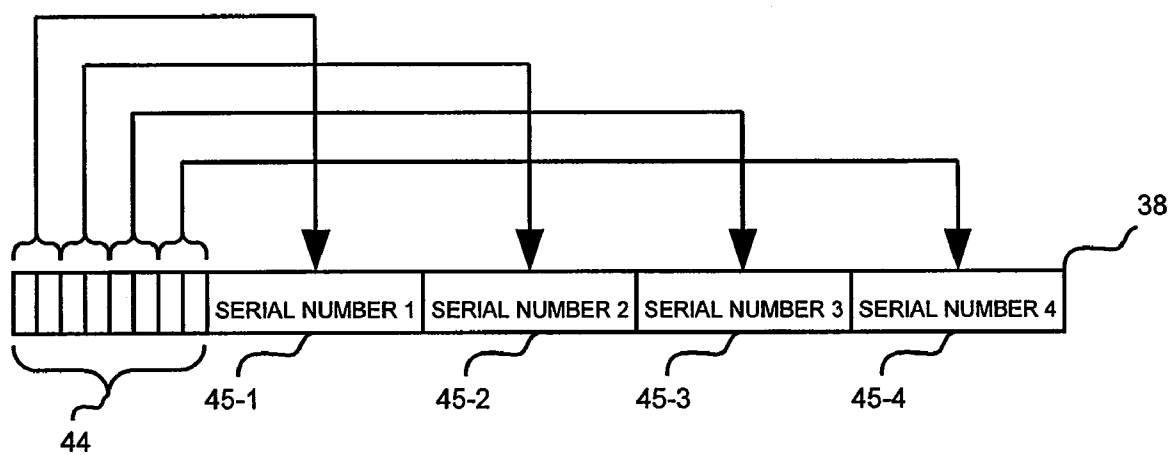 38
SERIAL NUMBER 1 SERIAL NUMBER 2 SERIAL NUMBER 3 SERIAL NUMBER 4
45-1 45-2 45-3 45-4
44